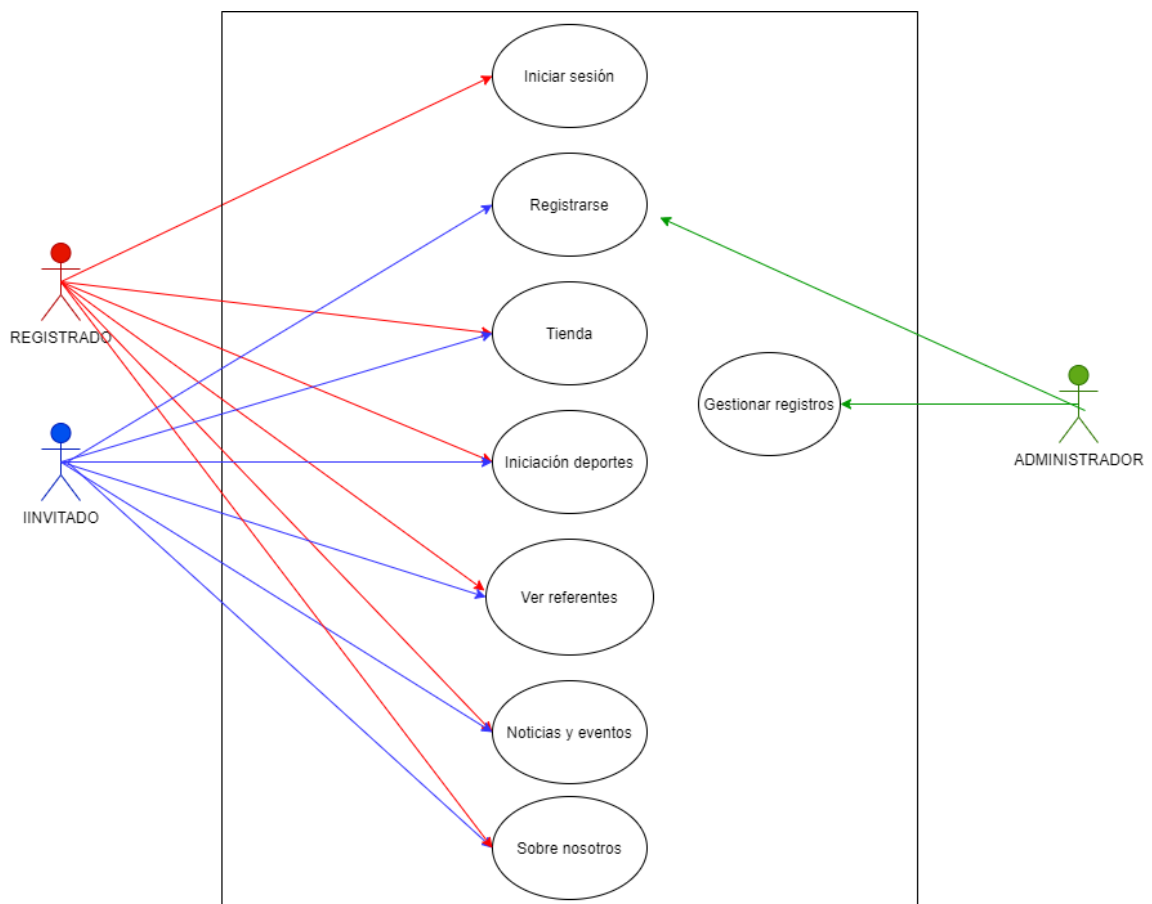 Iniciar sesión
Registrarse
REGISTRADO
Tienda
Gestionar registros
Iniciación deportes
ADMINISTRADOR
IINVITADO
Ver referentes
Noticias y eventos
Sobre nosotros